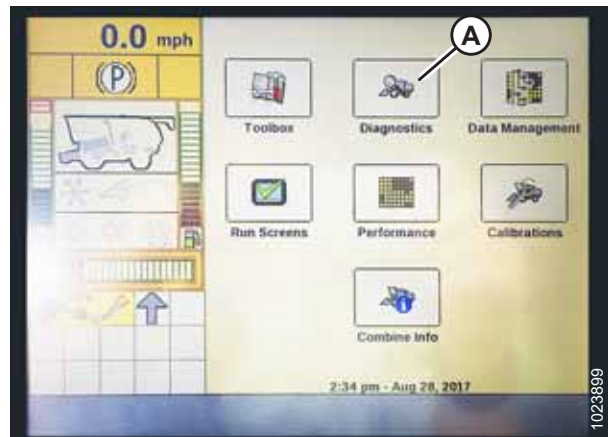 0.0 mph
(P)
A
Toolbox
Diagnostics
Data Management
Run Screens
Performance
Calibrations
Combine Info
2:34 pm - Aug 28, 2017
1023899